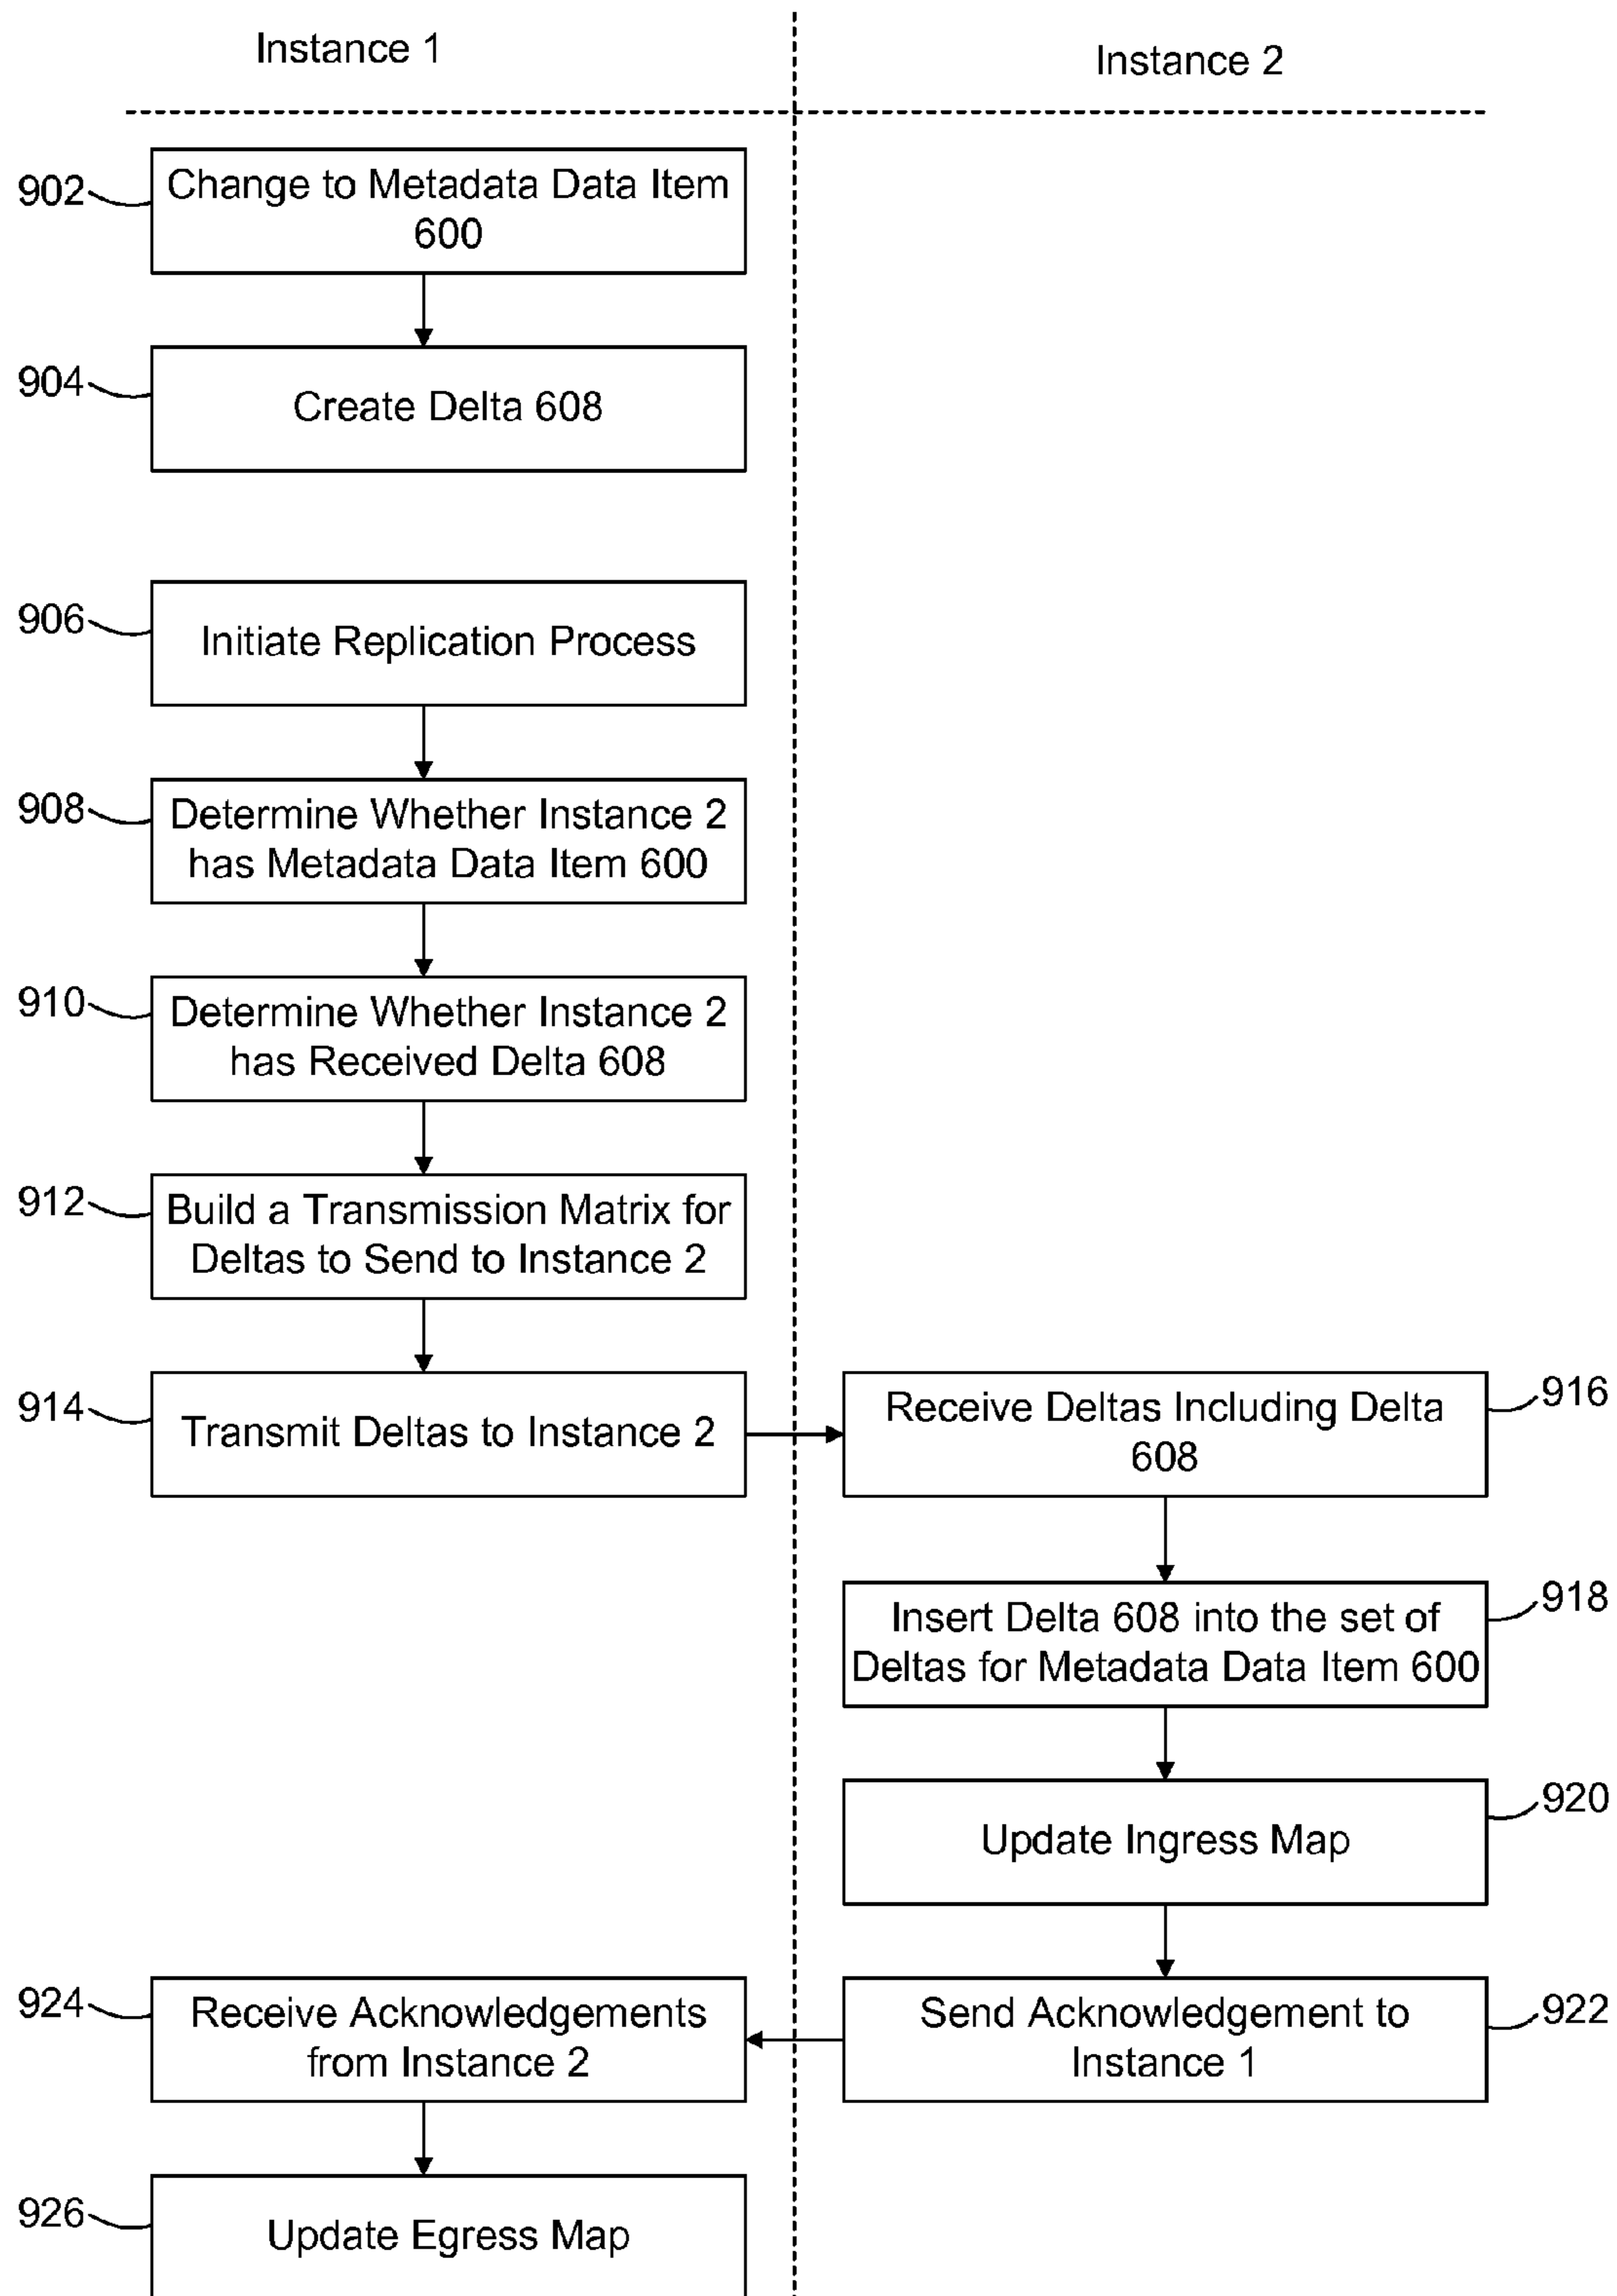 Instance 1
Instance 2
902
Change to Metadata Data Item
600
904
Create Delta 608
906
Initiate Replication Process
908
Determine Whether Instance 2
has Metadata Data Item 600
910
Determine Whether Instance 2
has Received Delta 608
912
Build a Transmission Matrix for
Deltas to Send to Instance 2
914
Transmit Deltas to Instance 2
Receive Deltas Including Delta
608
916
Insert Delta 608 into the set of
Deltas for Metadata Data Item 600
918
Update Ingress Map
920
Send Acknowledgement to
Instance 1
922
924
Receive Acknowledgements
from Instance 2
926
Update Egress Map